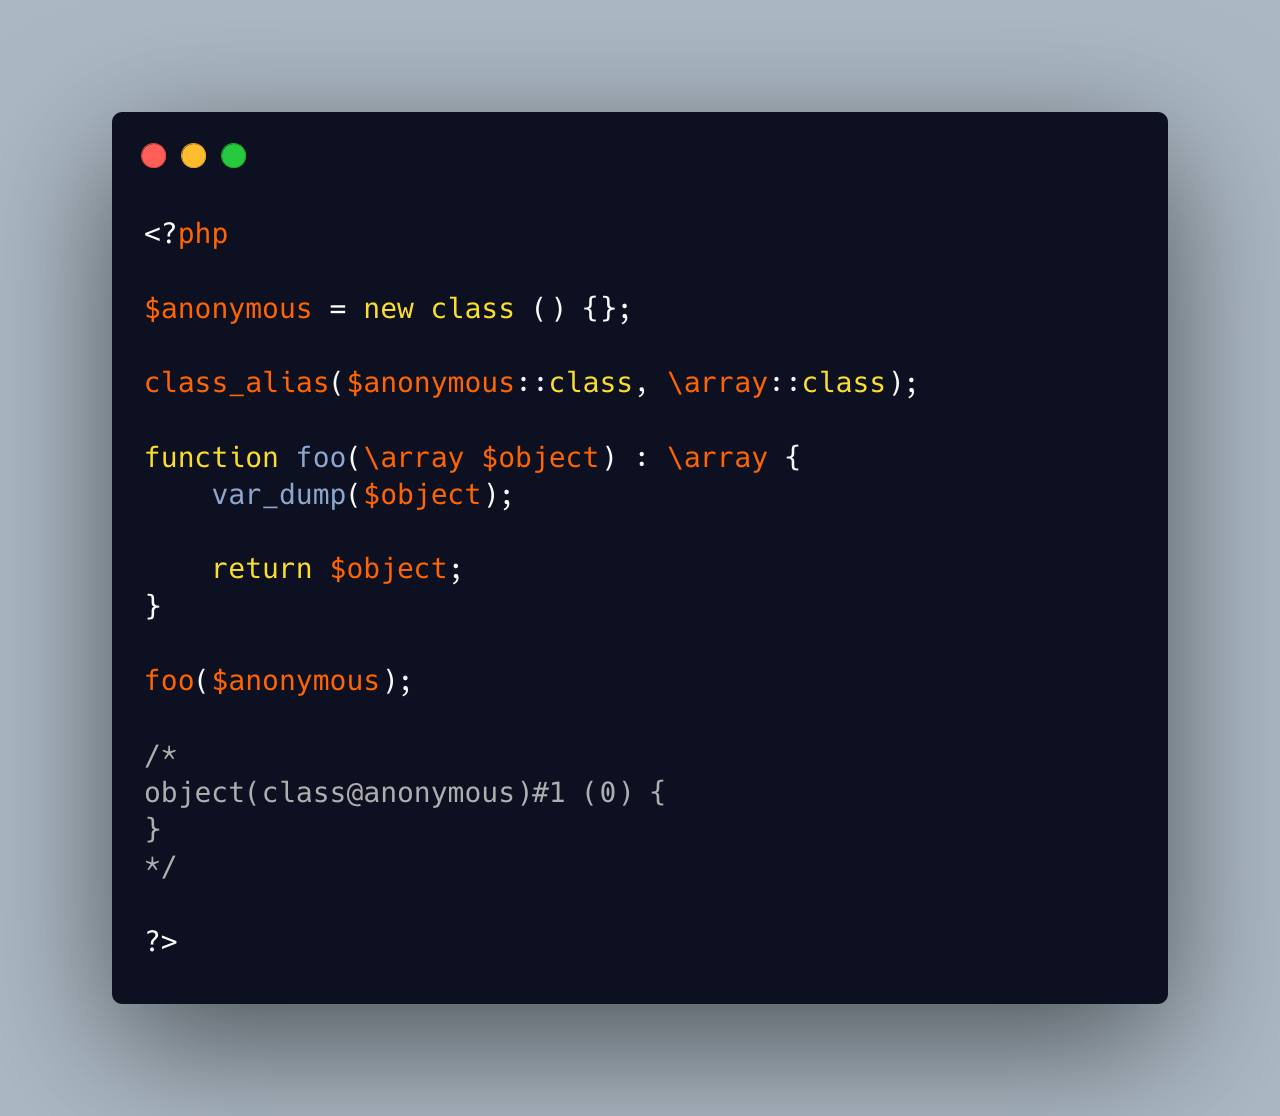 <?php
$anonymous = new class () {};
class_alias($anonymous::class, \array::class);
function foo(\array $object) : \array {
    var_dump($object);
    return $object;
}
foo($anonymous);
/*
object(class@anonymous)#1 (0) {
}
*/
?>